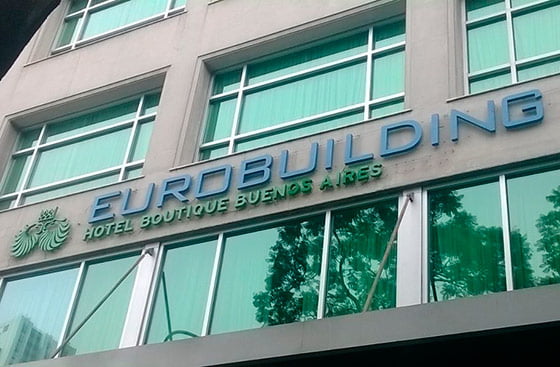 EUROBUILDING
HOTEL BOUTIQUE BUENOS AIRES